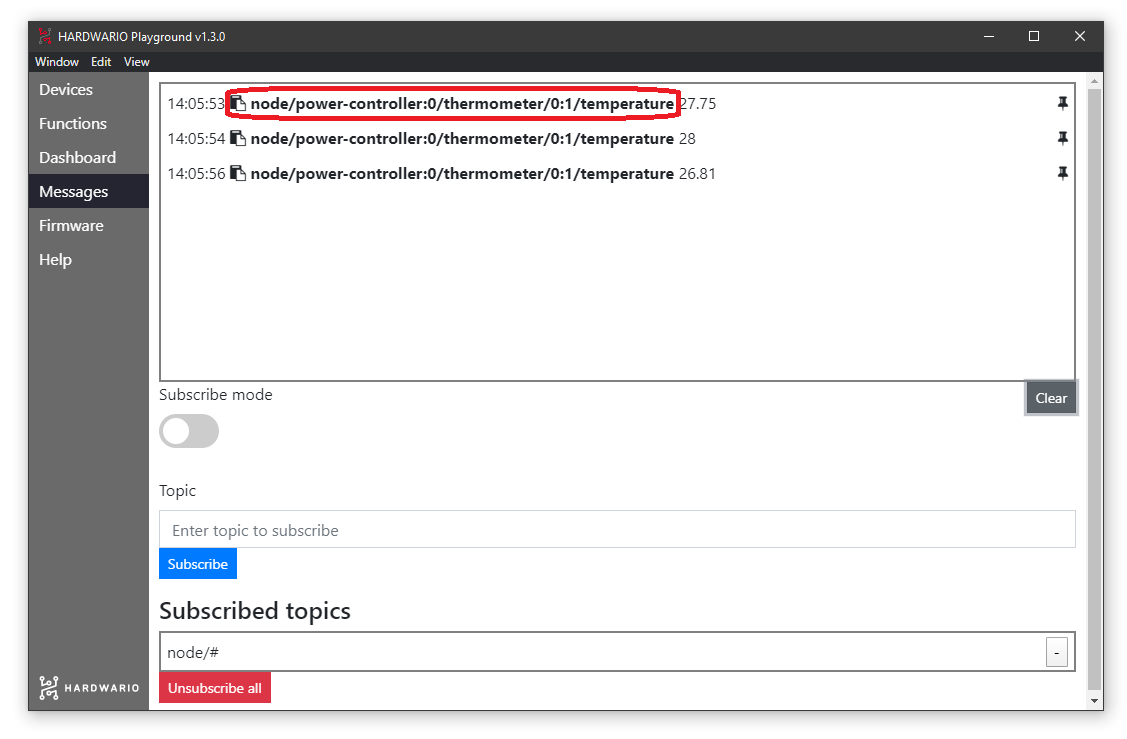 HARDWARIO Playground v1.3.0
Window Edit View
Devices
Functions
Dashboard
Messages
Firmware
Help
HARDWARIO
14:05:53 node/power-controller:0/thermometer/0:1/temperature 27.75
14:05:54 node/power-controller:0/thermometer/0:1/temperature 28
14:05:56 node/power-controller:0/thermometer/0:1/temperature 26.81
Subscribe mode
Clear
Topic
Enter topic to subscribe
Subscribe
Subscribed topics
node/#
-
Unsubscribe all